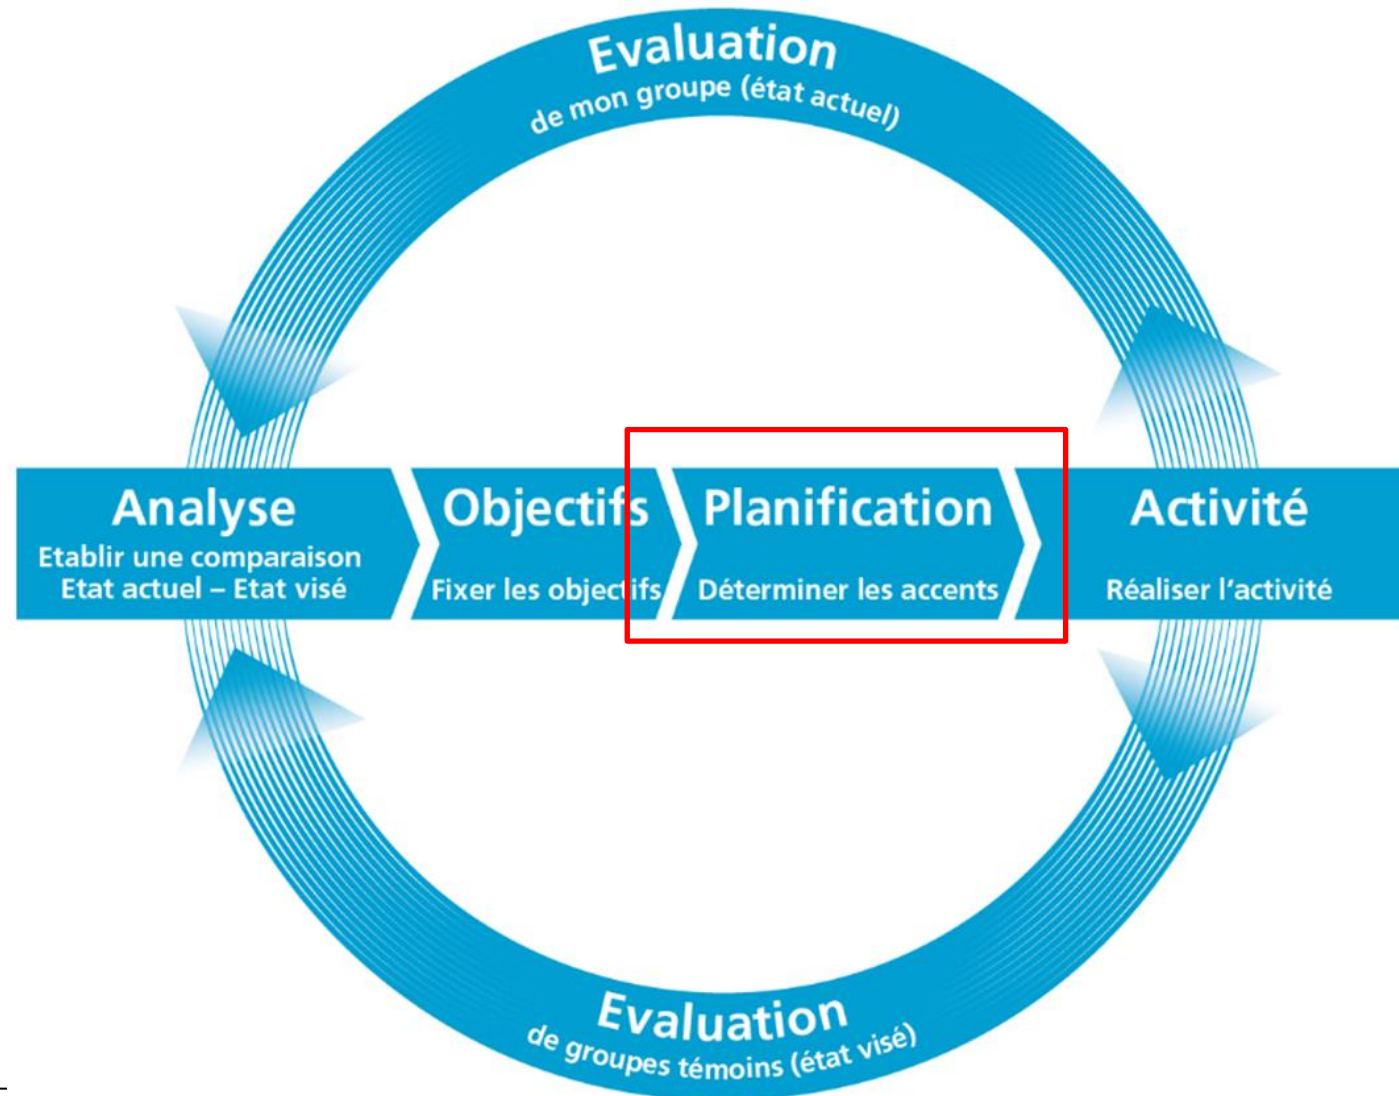 Evaluation
de mon groupe (état actuel)
Analyse
Etablir une comparaison
Etat actuel – Etat visé
Objectifs
Fixer les objectifs
Planification
Déterminer les accents
Activité
Réaliser l'activité
Evaluation
de groupes témoins (état visé)